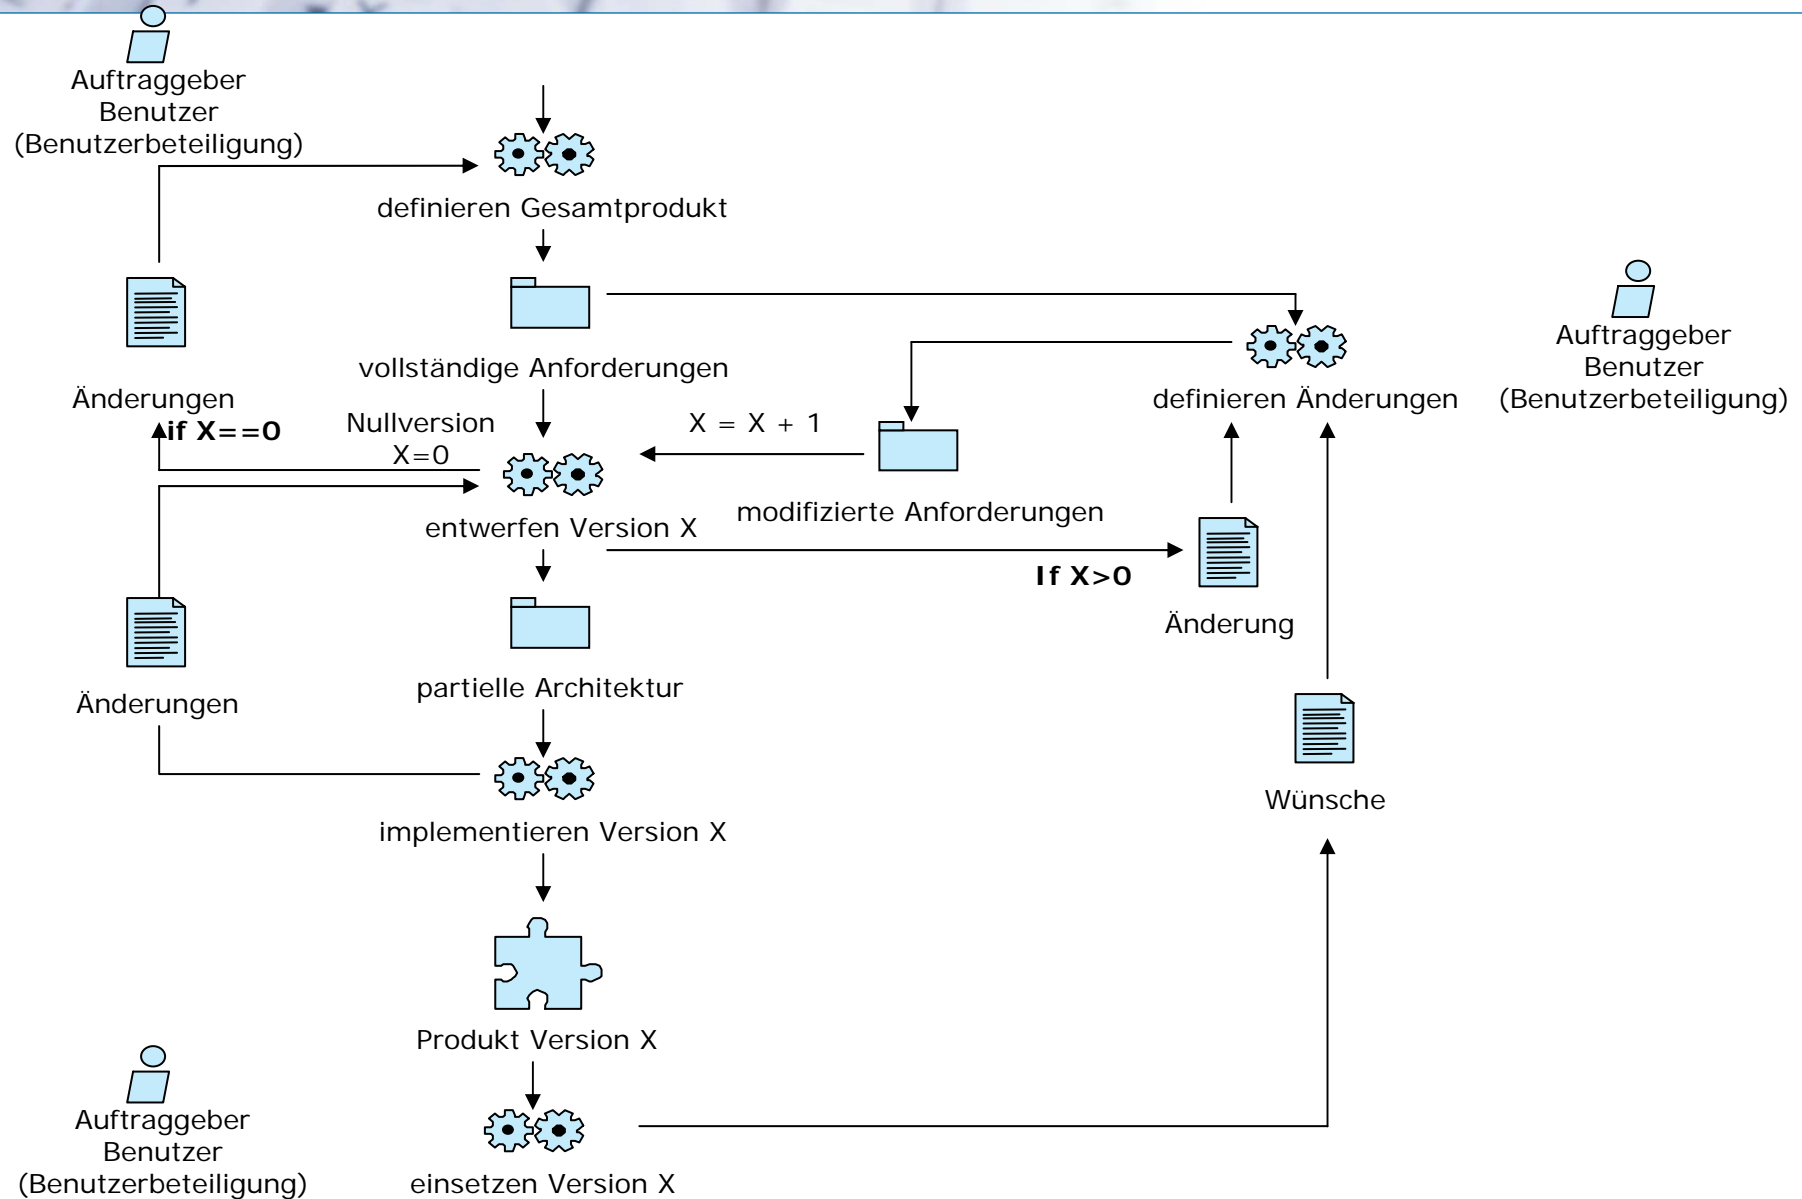 Auftraggeber
Benutzer
(Benutzerbeteiligung)
definieren Gesamtprodukt
vollständige Anforderungen
Änderungen
if X==0
Nullversion
X=0
X = X + 1
definieren Änderungen
Auftraggeber
Benutzer
(Benutzerbeteiligung)
entwerfen Version X
modifizierte Anforderungen
If X>0
Änderung
Änderungen
partielle Architektur
Wünsche
implementieren Version X
Produkt Version X
Auftraggeber
Benutzer
(Benutzerbeteiligung)
einsetzen Version X